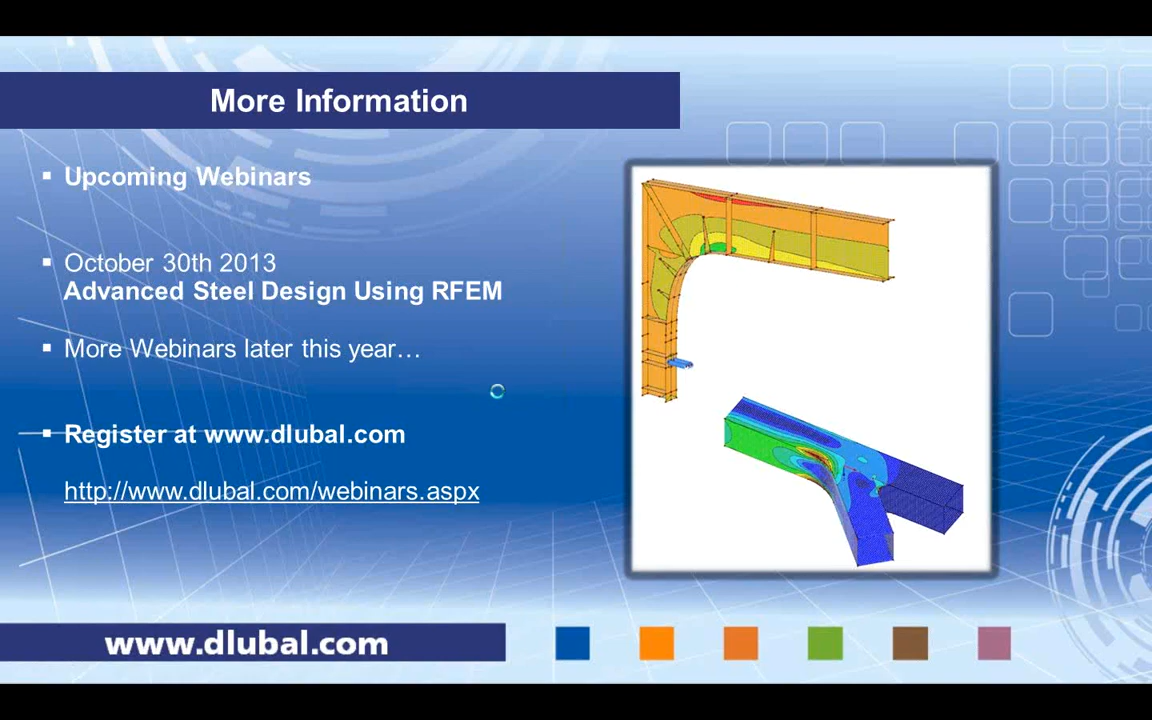 More Information
▪ Upcoming Webinars
▪ October 30th 2013
Advanced Steel Design Using RFEM
▪ More Webinars later this year…
▪ Register at www.dlubal.com
http://www.dlubal.com/webinars.aspx
www.dlubal.com